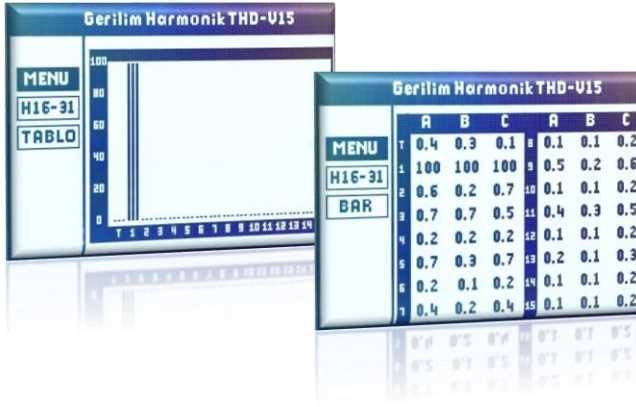 Gerilim Harmonik THD-V15
MENU
H16-31
TABLO
100
80
60
40
20
0
T 1 2 3 4 5 6 7 8 9 10 11 12 13 14
Gerilim Harmonik THD-V15
MENU
H16-31
BAR
A B C A B C
T 0.4 0.3 0.1 8 0.1 0.1 0.2
1 100 100 100 9 0.5 0.2 0.6
2 0.6 0.2 0.7 10 0.1 0.1 0.2
3 0.7 0.7 0.5 11 0.4 0.3 0.5
4 0.2 0.2 0.2 12 0.1 0.1 0.2
5 0.7 0.3 0.7 13 0.2 0.1 0.3
6 0.2 0.1 0.2 14 0.1 0.1 0.2
7 0.4 0.2 0.4 15 0.1 0.1 0.2